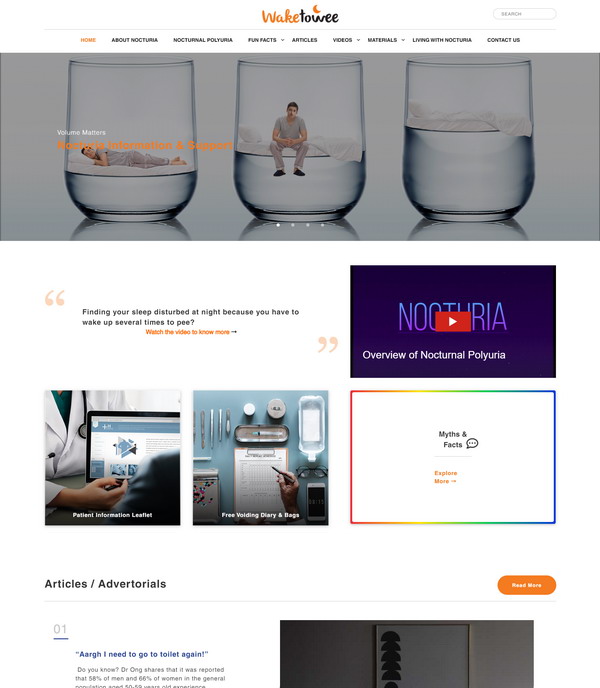 Waketowee
SEARCH
HOME ABOUT NOCTURIA NOCTURNAL POLYURIA FUN FACTS ARTICLES VIDEOS MATERIALS LIVING WITH NOCTURIA CONTACT US
Volume Matters
Nocturia Information & Support
“
Finding your sleep disturbed at night because you have to
wake up several times to pee?
Watch the video to know more →
”
NOCTURIA
Overview of Nocturnal Polyuria
Patient Information Leaflet
Free Voiding Diary & Bags
Myths &
Facts
Explore
More →
Articles / Advertorials
Read More
01
“Aargh I need to go to toilet again!”
Do you know? Dr Ong shares that it was reported
that 58% of men and 66% of women in the general
population aged 50-59 years old experience